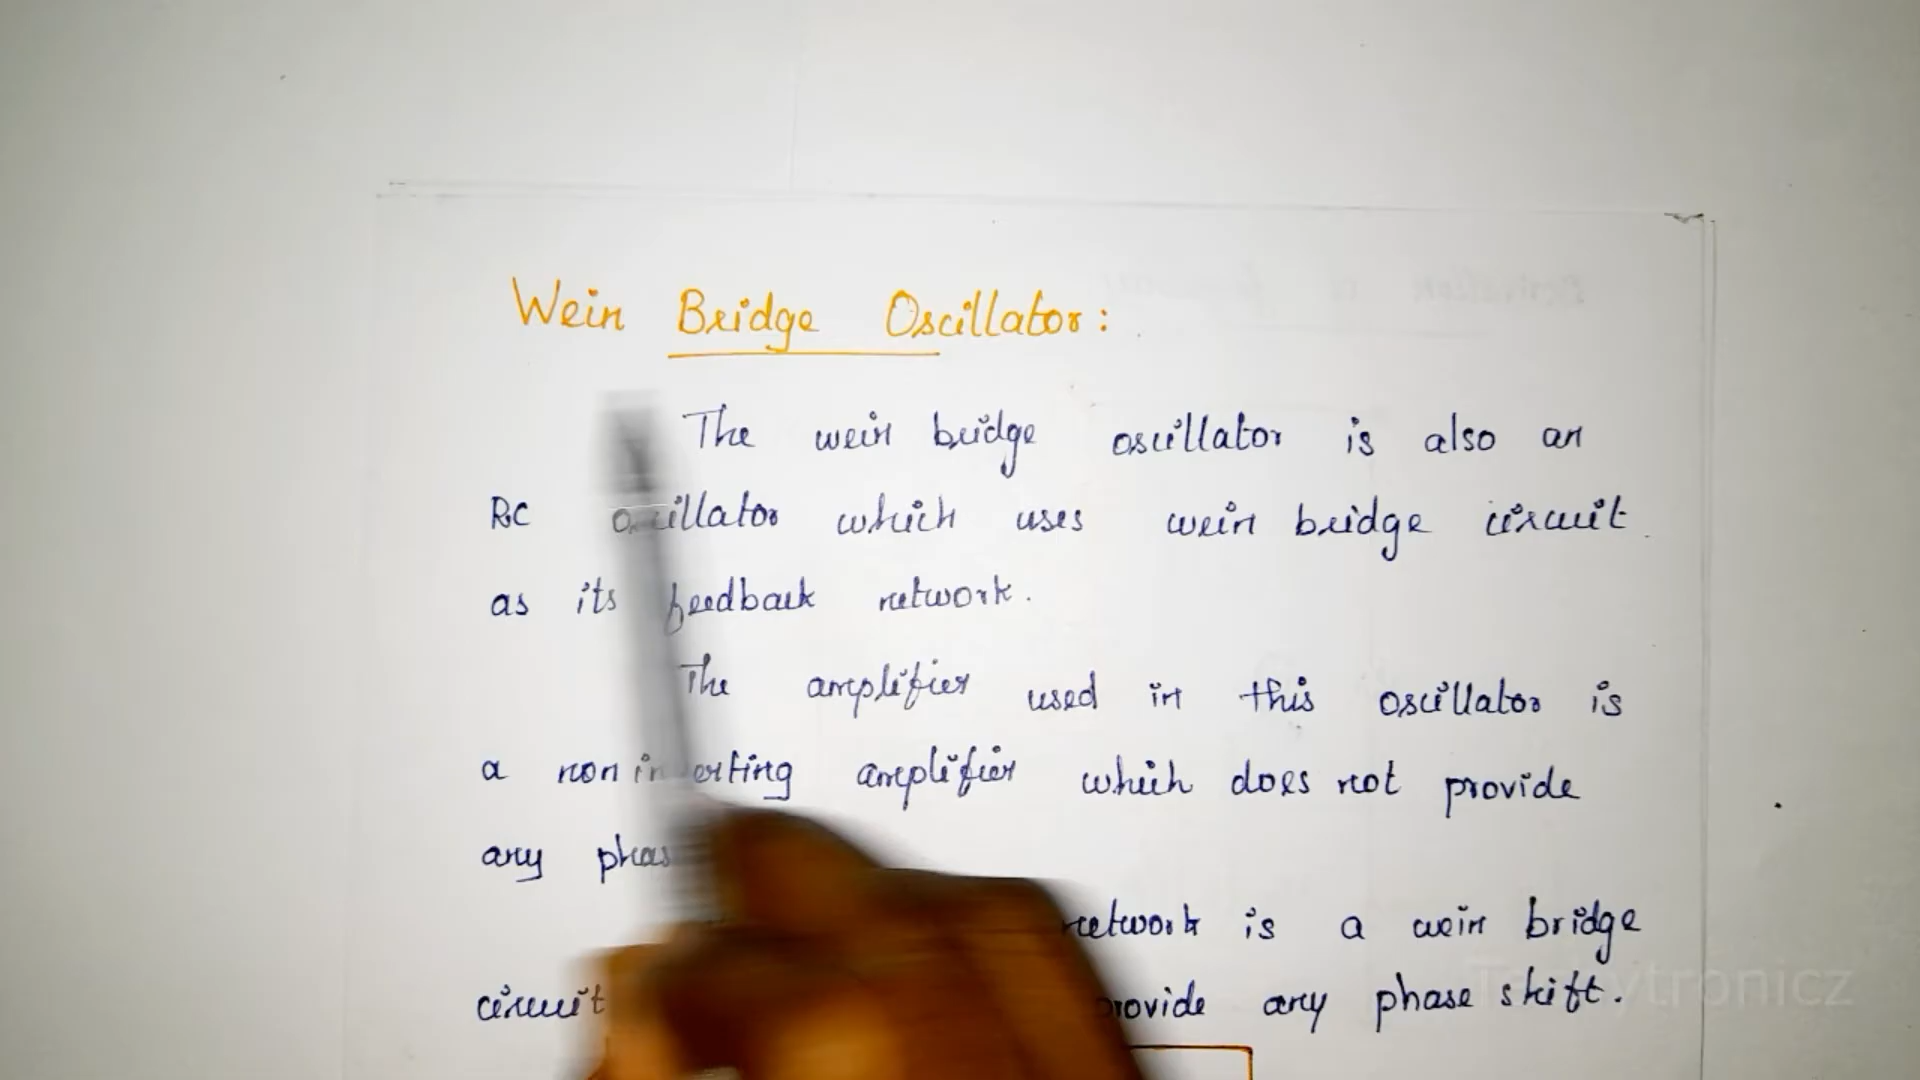 Wein Bridge Oscillator:
The wein bridge oscillator is also an
RC oscillator which uses wein bridge circuit
as its feedback network.
The amplifier used in this oscillator is
a non inverting amplifier which does not provide
any phas
network is a wein bridge
circuit provide any phase shift.
Techytronicz